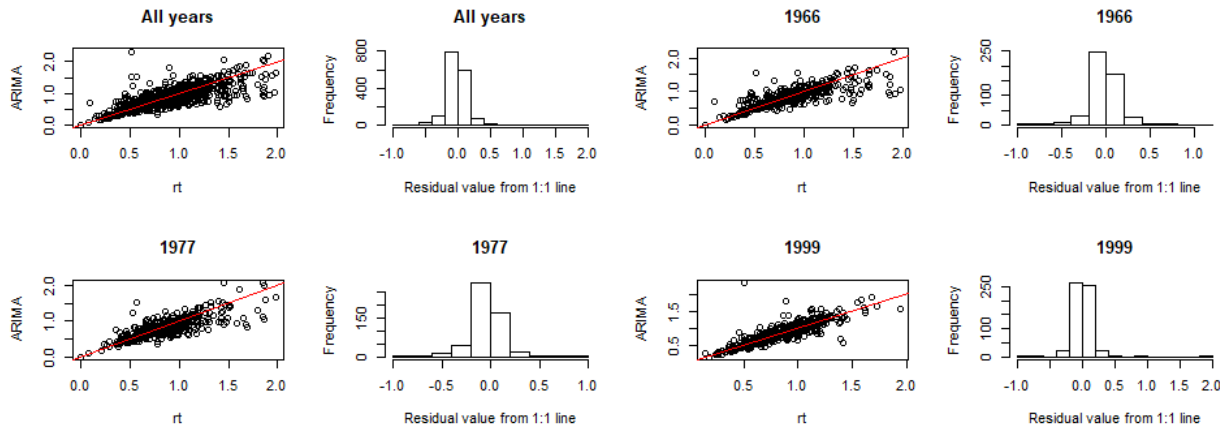 All years
ARIMA
0.0 1.0 2.0
0.0 0.5 1.0 1.5 2.0
rt
All years
Frequency
0 400 800
-1.0 0.0 0.5 1.0 1.5 2.0
Residual value from 1:1 line
1966
ARIMA
0.0 1.0 2.0
0.0 0.5 1.0 1.5 2.0
rt
1966
Frequency
0 100 250
-1.0 -0.5 0.0 0.5 1.0
Residual value from 1:1 line
1977
ARIMA
0.0 1.0 2.0
0.0 0.5 1.0 1.5 2.0
rt
1977
Frequency
0 150
-1.0 -0.5 0.0 0.5 1.0
Residual value from 1:1 line
1999
ARIMA
0.5 1.5
0.5 1.0 1.5 2.0
rt
1999
Frequency
0 100 250
-1.0 0.0 0.5 1.0 1.5 2.0
Residual value from 1:1 line